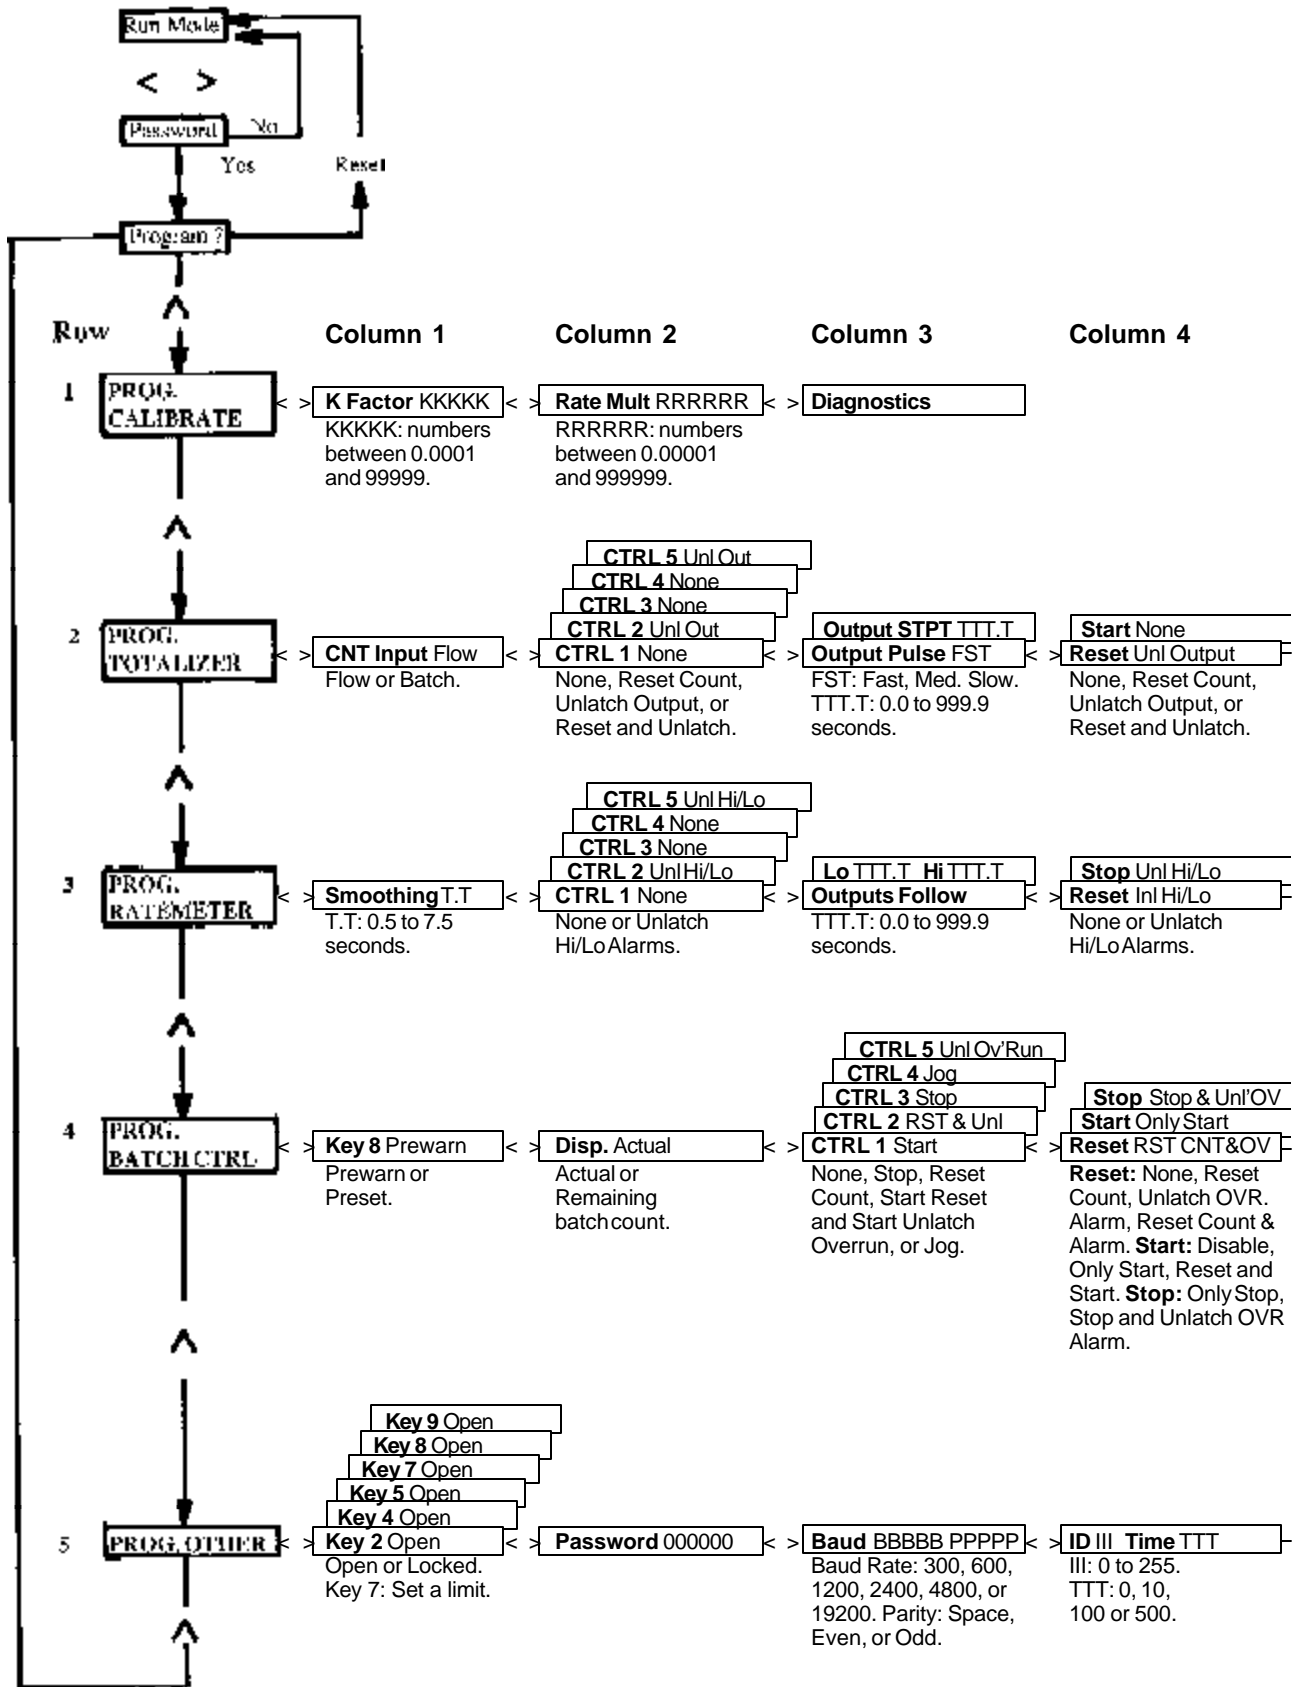 Run Mode
< >
Password No
Yes Reset
Program ?
^
Row Column 1 Column 2 Column 3 Column 4
1 PROG.
CALIBRATE
< > K Factor KKKKK < > Rate Mult RRRRRR < > Diagnostics
KKKKK: numbers
between 0.0001
and 99999.
RRRRRR: numbers
between 0.00001
and 999999.
^
2 PROG.
TOTALIZER
< > CNT Input Flow < >
Flow or Batch.
CTRL 5 Unl Out
CTRL 4 None
CTRL 3 None
CTRL 2 Unl Out
CTRL 1 None
None, Reset Count,
Unlatch Output, or
Reset and Unlatch.
< > Output STPT TTT.T
Output Pulse FST
FST: Fast, Med. Slow.
TTT.T: 0.0 to 999.9
seconds.
< > Start None
Reset Unl Output
None, Reset Count,
Unlatch Output, or
Reset and Unlatch.
^
3 PROG.
RATEMETER
< > Smoothing T.T < >
T.T: 0.5 to 7.5
seconds.
CTRL 5 Unl Hi/Lo
CTRL 4 None
CTRL 3 None
CTRL 2 Unl Hi/Lo
CTRL 1 None
None or Unlatch
Hi/Lo Alarms.
< > Lo TTT.T Hi TTT.T
Outputs Follow
TTT.T: 0.0 to 999.9
seconds.
< > Stop Unl Hi/Lo
Reset Inl Hi/Lo
None or Unlatch
Hi/Lo Alarms.
^
4 PROG.
BATCH CTRL
< > Key 8 Prewarn < >
Prewarn or
Preset.
Disp. Actual
Actual or
Remaining
batch count.
< > CTRL 5 Unl Ov'Run
CTRL 4 Jog
CTRL 3 Stop
CTRL 2 RST & Unl
CTRL 1 Start
None, Stop, Reset
Count, Start Reset
and Start Unlatch
Overrun, or Jog.
< > Stop Stop & Unl'OV
Start Only Start
Reset RST CNT&OV
Reset: None, Reset
Count, Unlatch OVR.
Alarm, Reset Count &
Alarm. Start: Disable,
Only Start, Reset and
Start. Stop: Only Stop,
Stop and Unlatch OVR
Alarm.
^
5 PROG. OTHER
< > Key 9 Open
Key 8 Open
Key 7 Open
Key 5 Open
Key 4 Open
Key 2 Open
Open or Locked.
Key 7: Set a limit.
< > Password 000000 < >
Baud BBBBB PPPPP
Baud Rate: 300, 600,
1200, 2400, 4800, or
19200. Parity: Space,
Even, or Odd.
< > ID III Time TTT
III: 0 to 255.
TTT: 0, 10,
100 or 500.
^